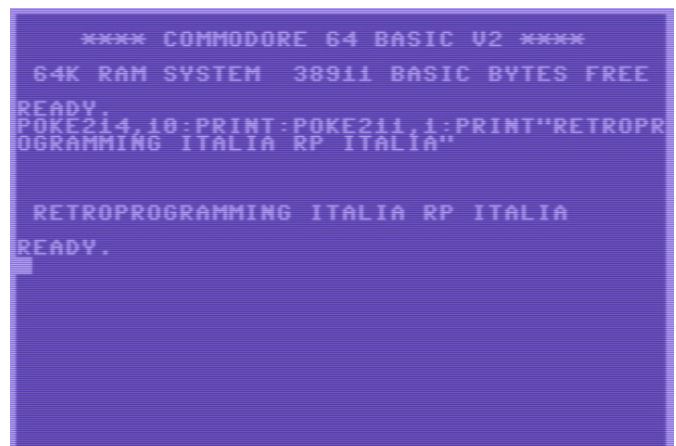 **** COMMODORE 64 BASIC V2 ****
64K RAM SYSTEM  38911 BASIC BYTES FREE
READY.
POKE214,10:PRINT:POKE211,1:PRINT"RETROPR
OGRAMMING ITALIA RP ITALIA"
RETROPROGRAMMING ITALIA RP ITALIA
READY.